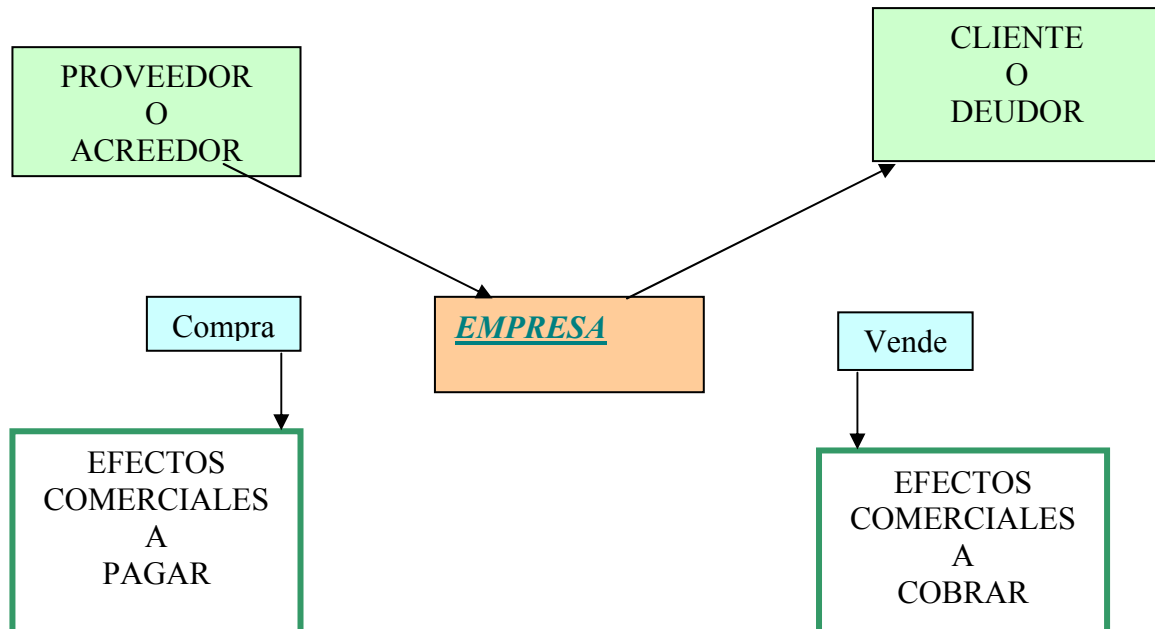 PROVEEDOR
O
ACREEDOR
CLIENTE
O
DEUDOR
EMPRESA
Compra
Vende
EFECTOS
COMERCIALES
A
PAGAR
EFECTOS
COMERCIALES
A
COBRAR